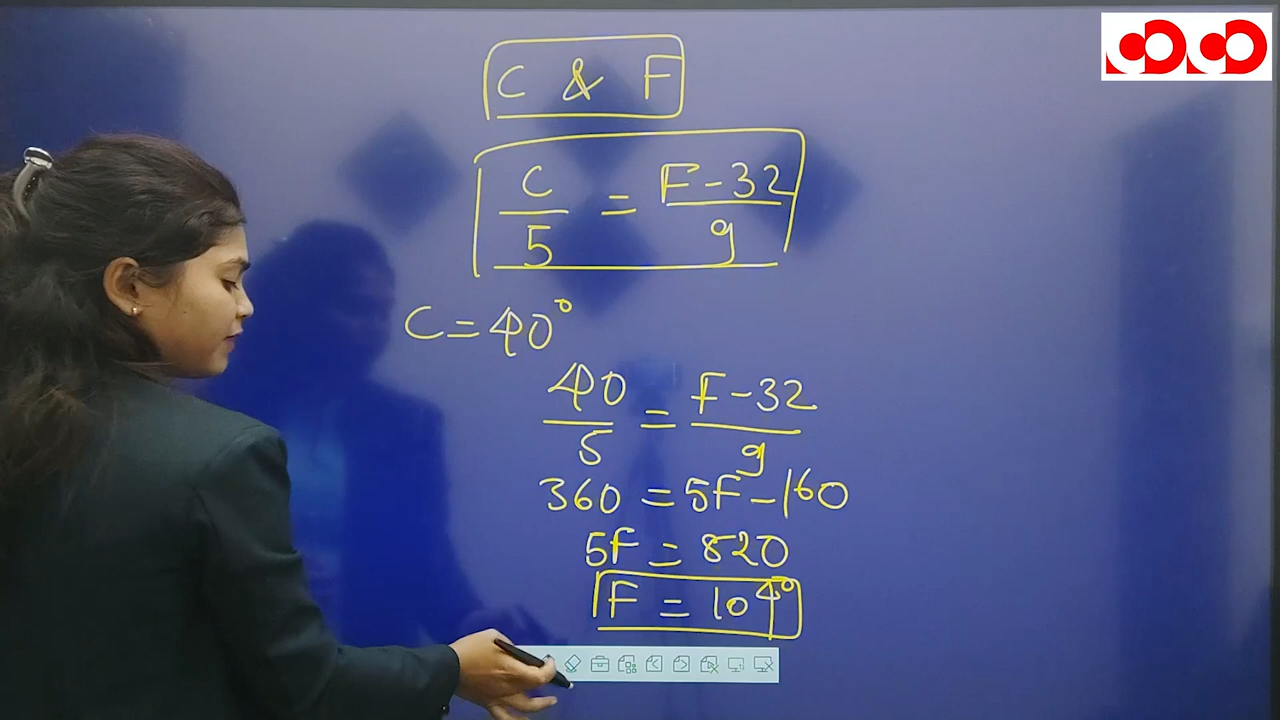 C & F
C/5 = F-32/9
C = 40°
40/5 = F-32/9
360 = 5F-160
5F = 820
F = 104°